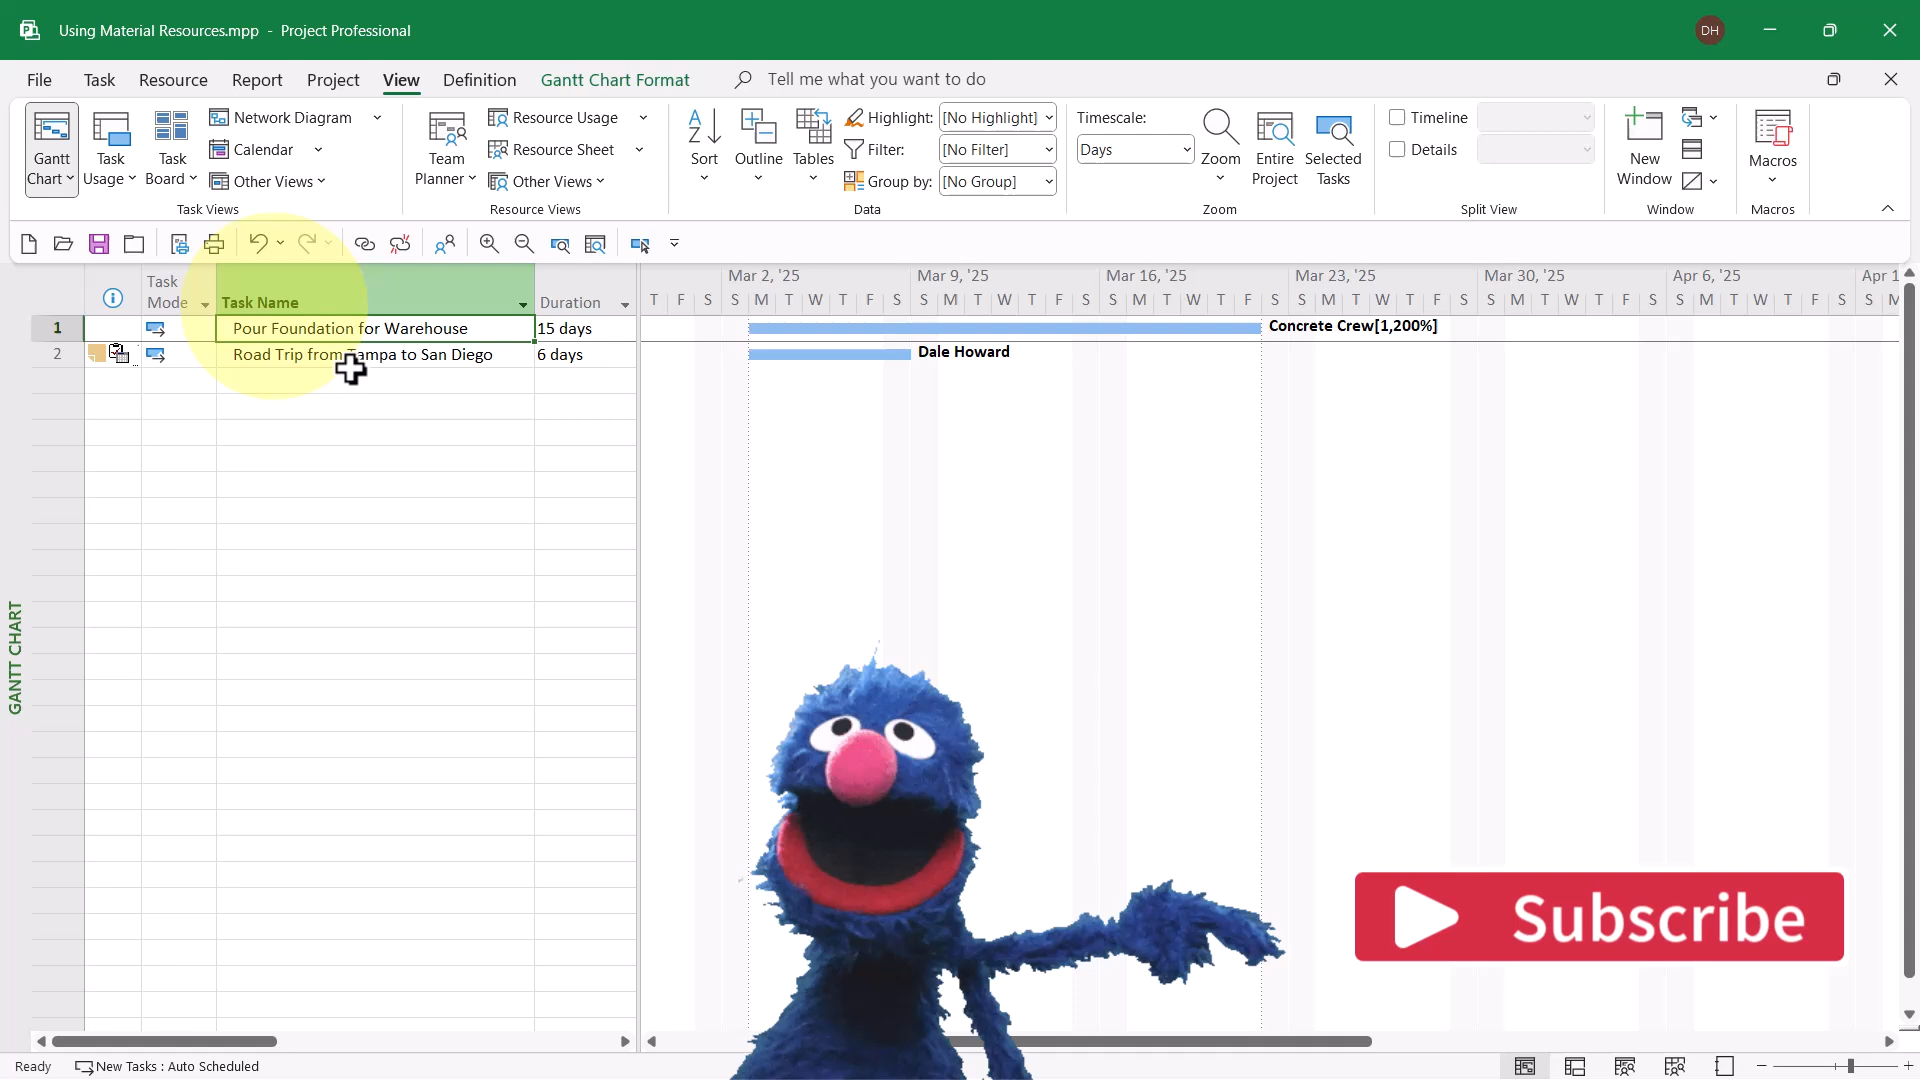 Using Material Resources.mpp - Project Professional
DH
File Task Resource Report Project View Definition Gantt Chart Format Tell me what you want to do
Gantt Chart
Task Usage
Task Board
Network Diagram
Calendar
Other Views
Task Views
Team Planner
Resource Usage
Resource Sheet
Other Views
Resource Views
Sort
Outline
Tables
Highlight: [No Highlight]
Filter: [No Filter]
Group by: [No Group]
Data
Timescale:
Days
Zoom
Entire Project
Selected Tasks
Zoom
Timeline
Details
Split View
New Window
Window
Macros
Macros
Task Mode
Task Name
Duration
Mar 2, '25 Mar 9, '25 Mar 16, '25 Mar 23, '25 Mar 30, '25 Apr 6, '25 Apr 1
T F S S M T W T F S S M T W T F S S M T W T F S S M T W T F S S M T W T F S S M T W T F S S M
1 Pour Foundation for Warehouse 15 days Concrete Crew[1,200%]
2 Road Trip from Tampa to San Diego 6 days Dale Howard
GANTT CHART
Subscribe
Ready New Tasks : Auto Scheduled